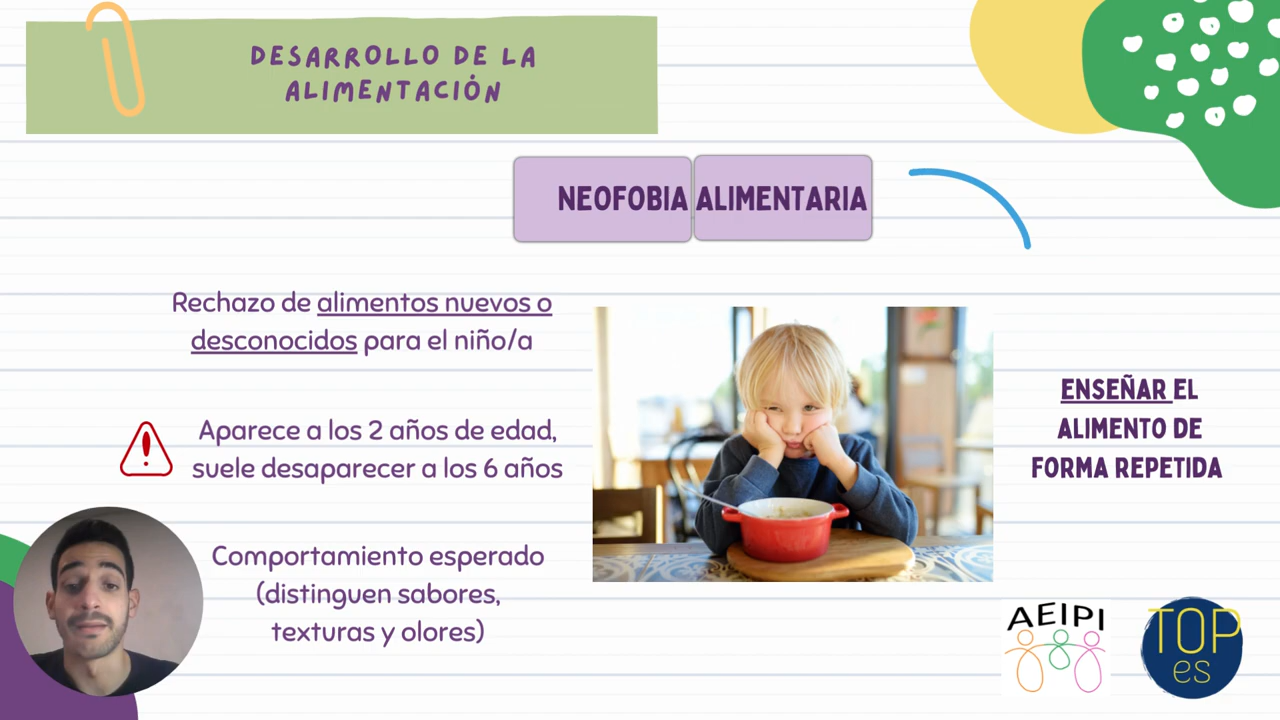 DESARROLLO DE LA
ALIMENTACIÓN
NEOFOBIA ALIMENTARIA
Rechazo de alimentos nuevos o
desconocidos para el niño/a
Aparece a los 2 años de edad,
suele desaparecer a los 6 años
Comportamiento esperado
(distinguen sabores,
texturas y olores)
ENSEÑAR EL
ALIMENTO DE
FORMA REPETIDA
AEIPI
TOP
es